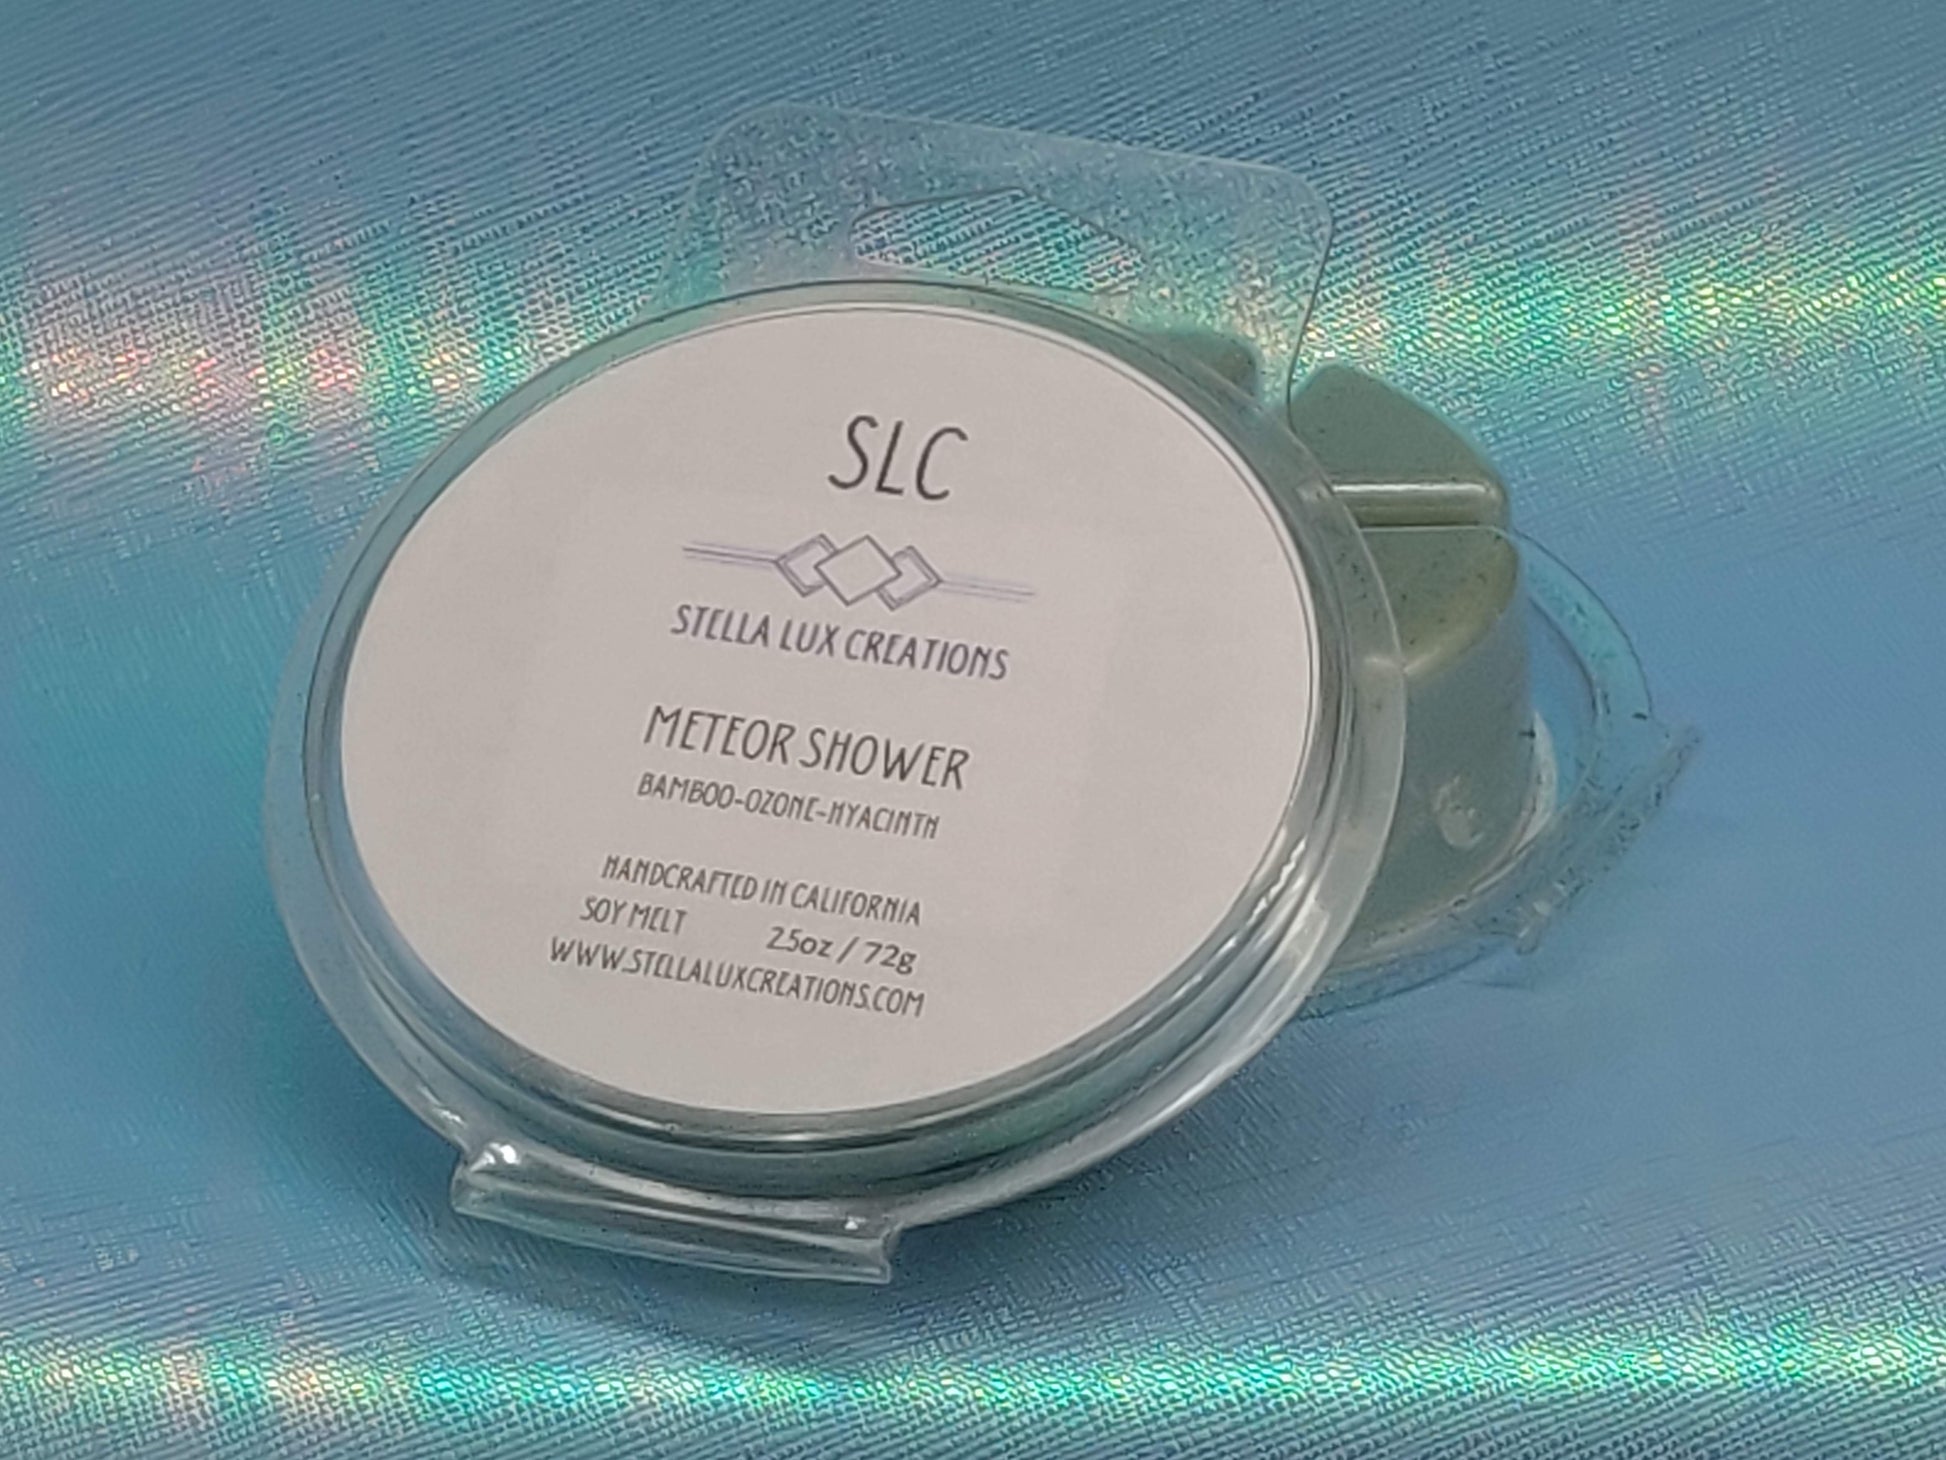 SLC
STELLA LUX CREATIONS
METEOR SHOWER
BAMBOO-OZONE-HYACINTH
HANDCRAFTED IN CALIFORNIA
SOY MELT 2.5oz / 72g
WWW.STELLALUXCREATIONS.COM